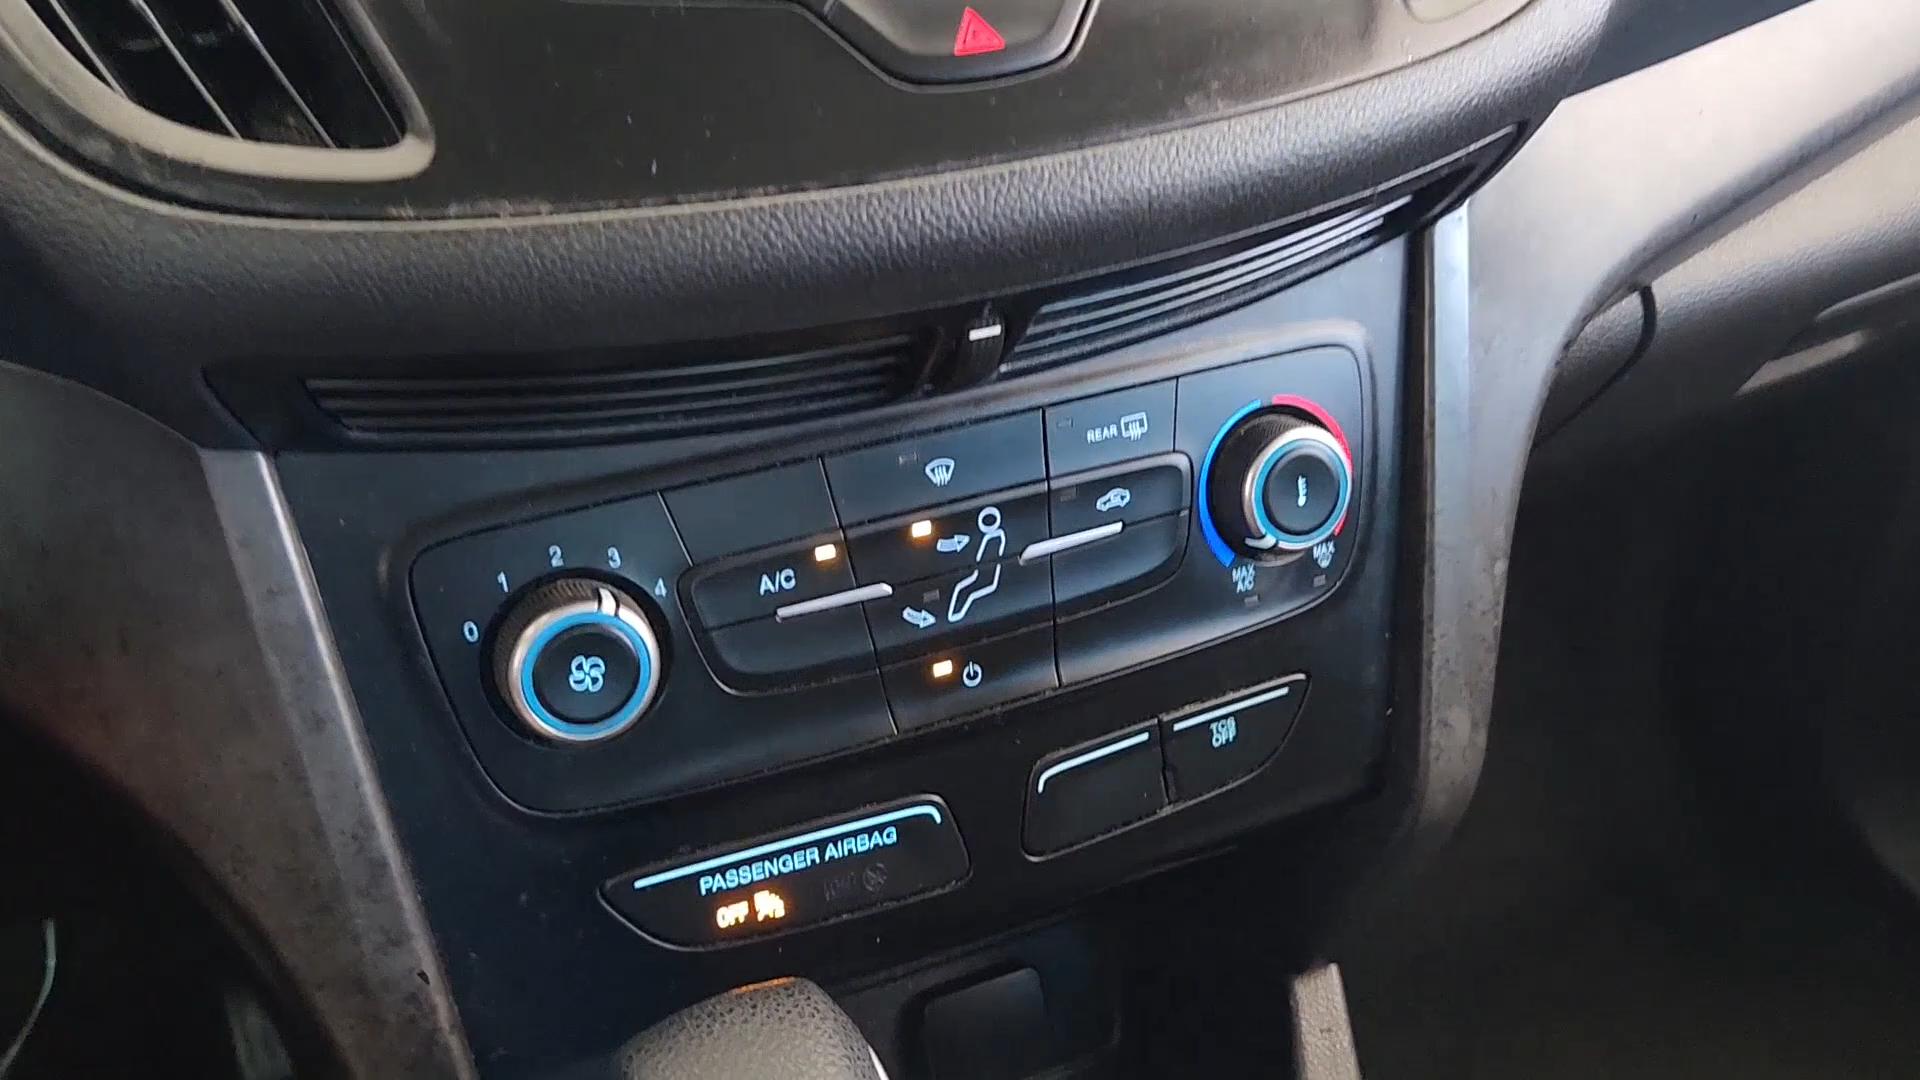 REAR
A/C
0
1
2
3
4
MAX
A/C
MAX
TCS
OFF
PASSENGER AIRBAG
OFF